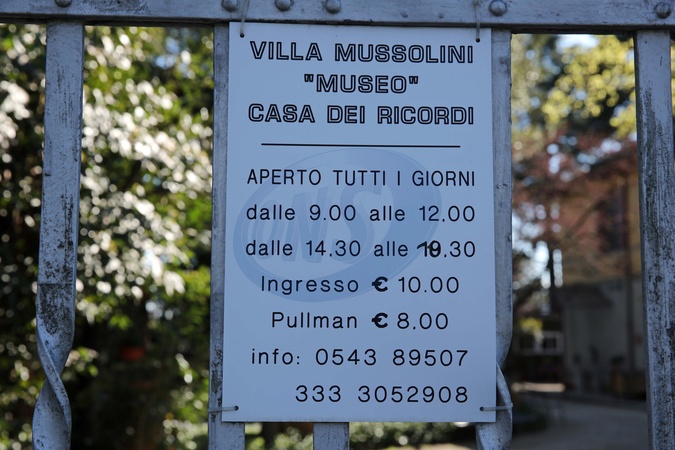 VILLA MUSSOLINI
"MUSEO"
CASA DEI RICORDI
APERTO TUTTI I GIORNI
dalle 9.00 alle 12.00
dalle 14.30 alle 19.30
Ingresso € 10.00
Pullman € 8.00
info: 0543 89507
333 3052908